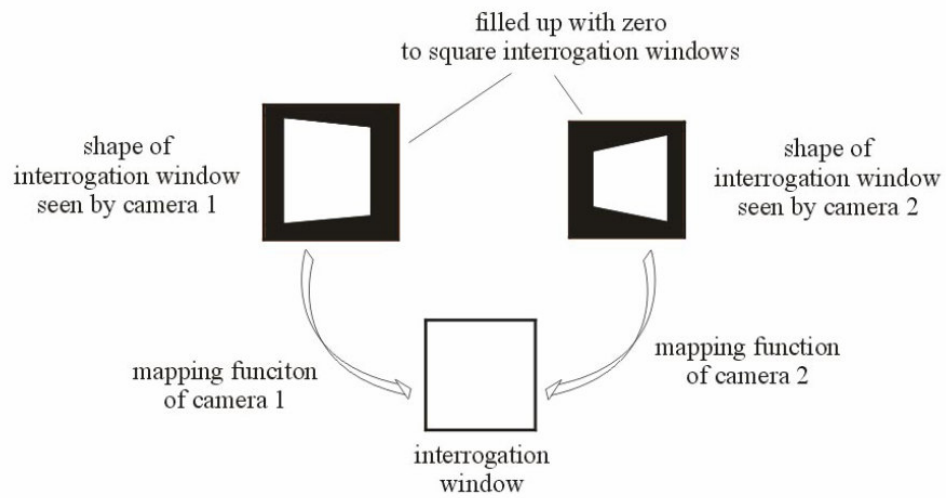 filled up with zero
to square interrogation windows
shape of
interrogation window
seen by camera 1
shape of
interrogation window
seen by camera 2
mapping funciton
of camera 1
mapping function
of camera 2
interrogation
window